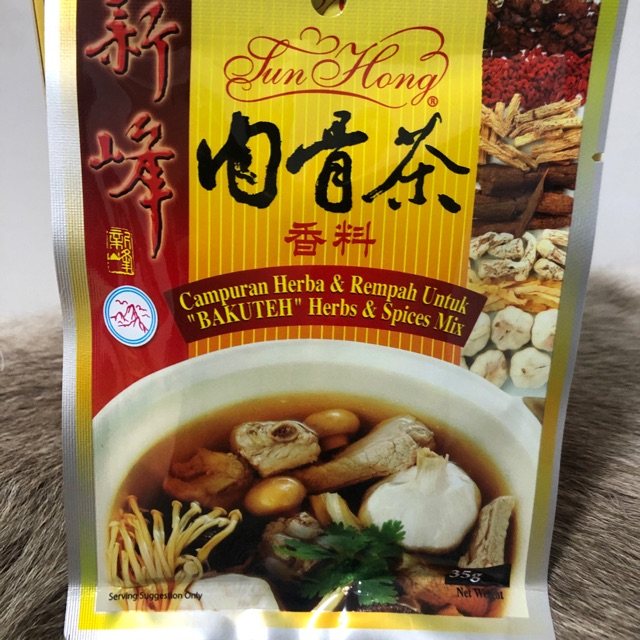 新峰
Sun Hong®
肉骨茶
香料
Campuran Herba & Rempah Untuk
"BAKUTEH" Herbs & Spices Mix
Serving Suggestion Only
35g
Net Weight